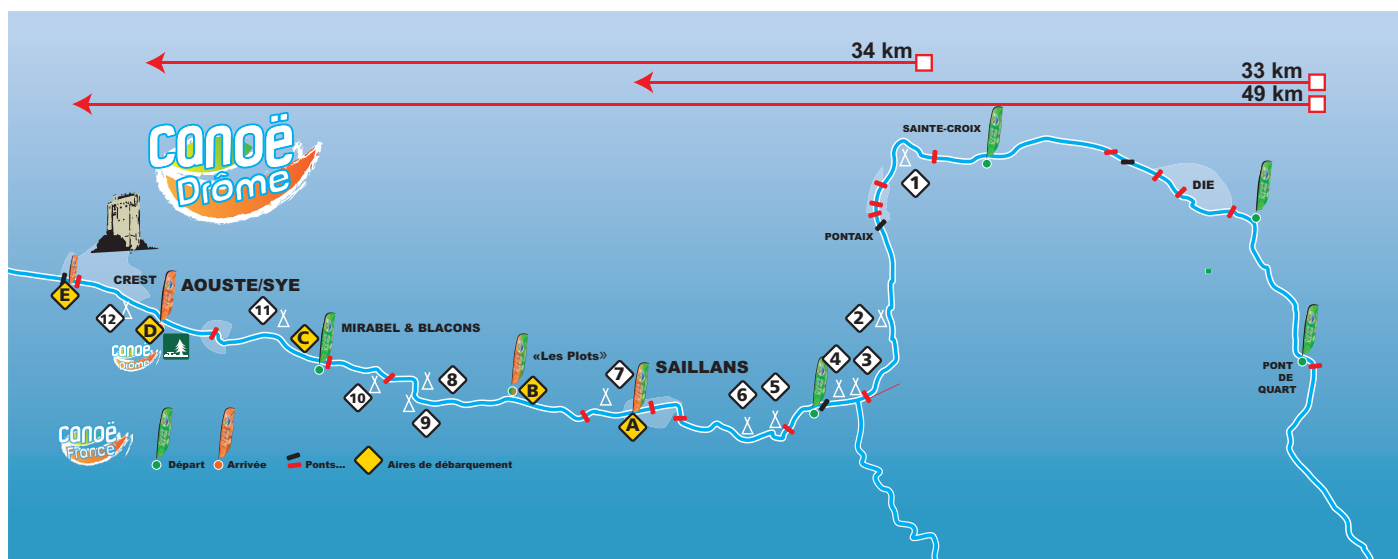 34 km
33 km
49 km
canoë
Drôme
SAINTE-CROIX
1
DIE
PONTAIX
CREST
E
AOUSTE/SYE
12
D
11
C
MIRABEL & BLACONS
2
canoë
Drôme
«Les Plots»
B
7
SAILLANS
4
3
10
8
9
A
6
5
PONT
DE
QUART
canoë
France
Départ
Arrivée
Ponts...
Aires de débarquement